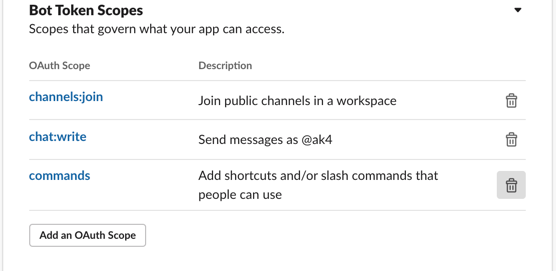 Bot Token Scopes
Scopes that govern what your app can access.
OAuth Scope Description
channels:join Join public channels in a workspace
chat:write Send messages as @ak4
commands Add shortcuts and/or slash commands that
people can use
Add an OAuth Scope